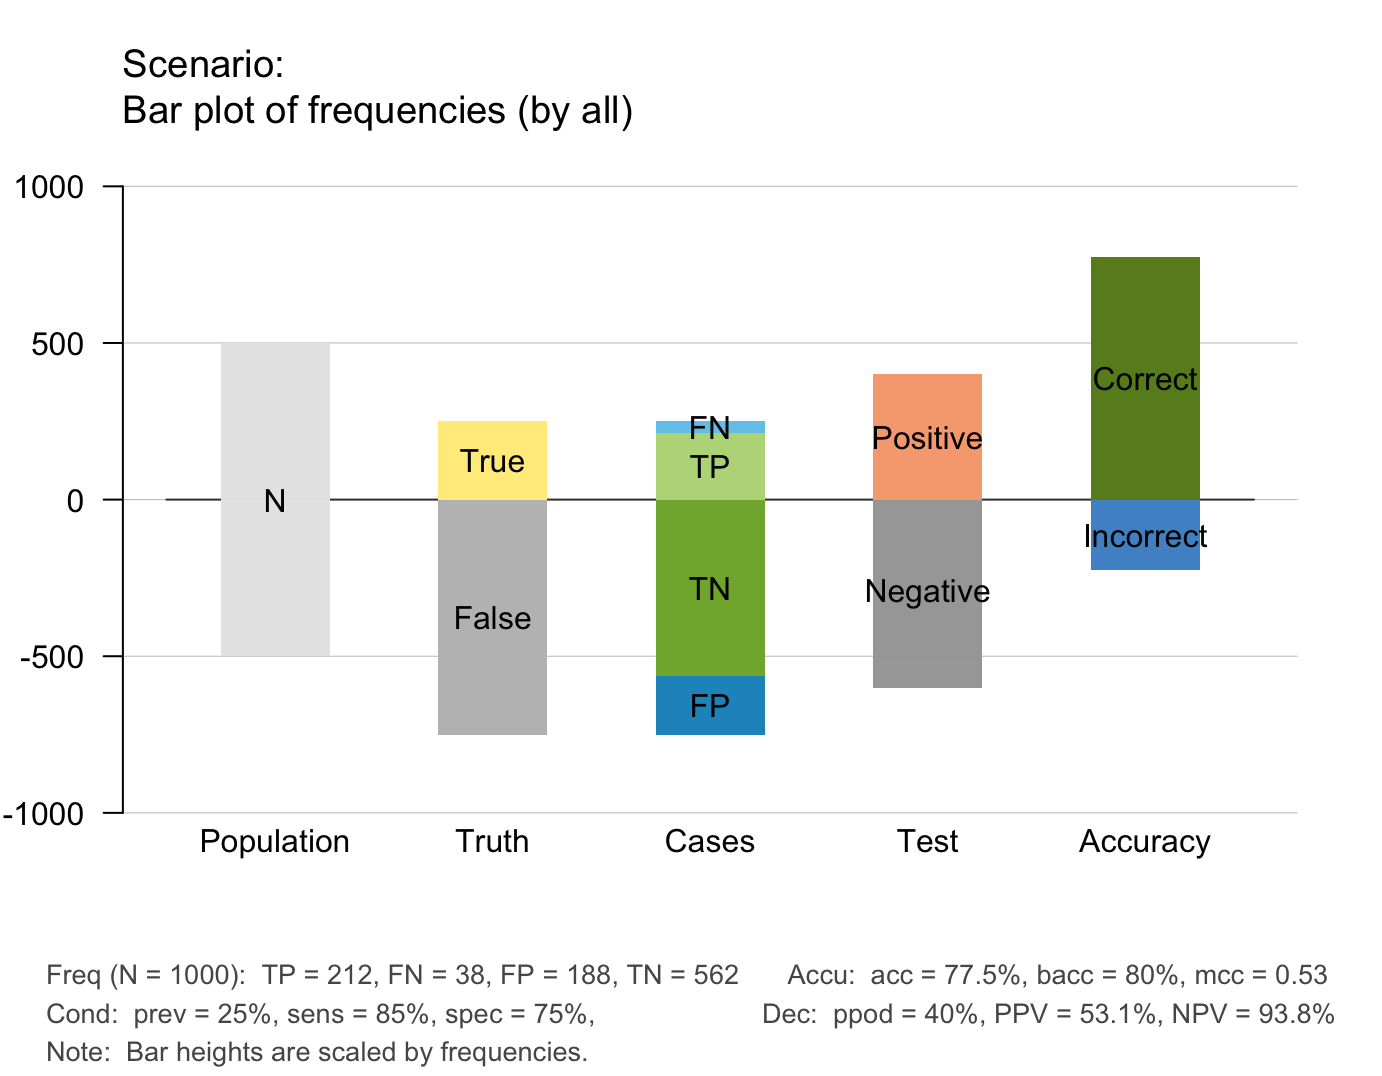 Scenario:
Bar plot of frequencies (by all)
1000
500
0
-500
-1000
N
True
False
FN
TP
TN
FP
Positive
Negative
Correct
Incorrect
Population
Truth
Cases
Test
Accuracy
Freq (N = 1000):  TP = 212, FN = 38, FP = 188, TN = 562
Accu:  acc = 77.5%, bacc = 80%, mcc = 0.53
Cond:  prev = 25%, sens = 85%, spec = 75%,
Dec:  ppod = 40%, PPV = 53.1%, NPV = 93.8%
Note:  Bar heights are scaled by frequencies.